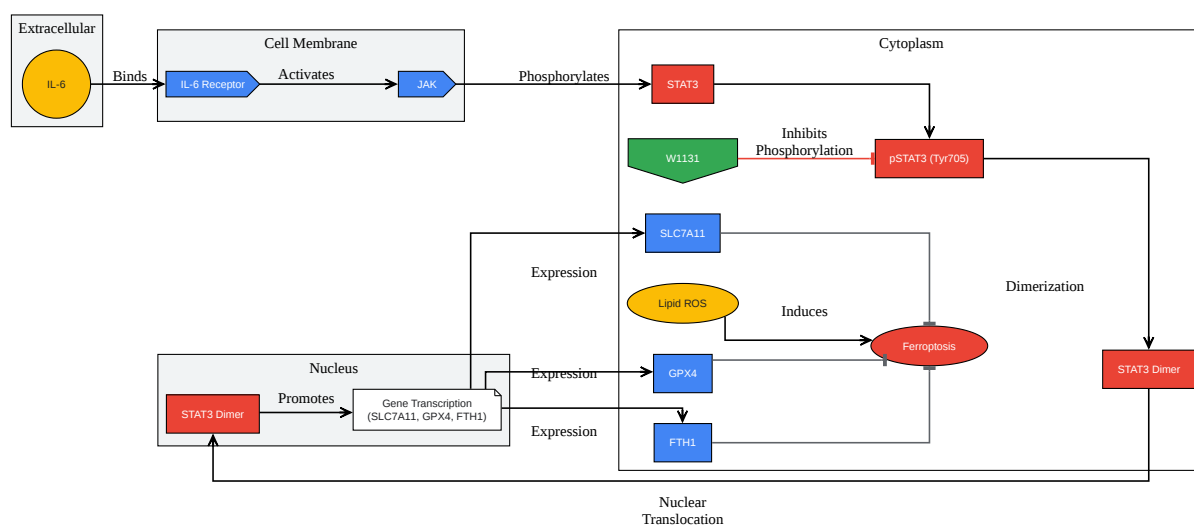 Extracellular
IL-6
Binds
Cell Membrane
IL-6 Receptor
Activates
JAK
Phosphorylates
Cytoplasm
STAT3
W1131
Inhibits
Phosphorylation
pSTAT3 (Tyr705)
SLC7A11
Expression
Dimerization
Lipid ROS
Induces
Ferroptosis
Expression
GPX4
STAT3 Dimer
Nucleus
STAT3 Dimer
Promotes
Gene Transcription
(SLC7A11, GPX4, FTH1)
Expression
FTH1
Nuclear
Translocation